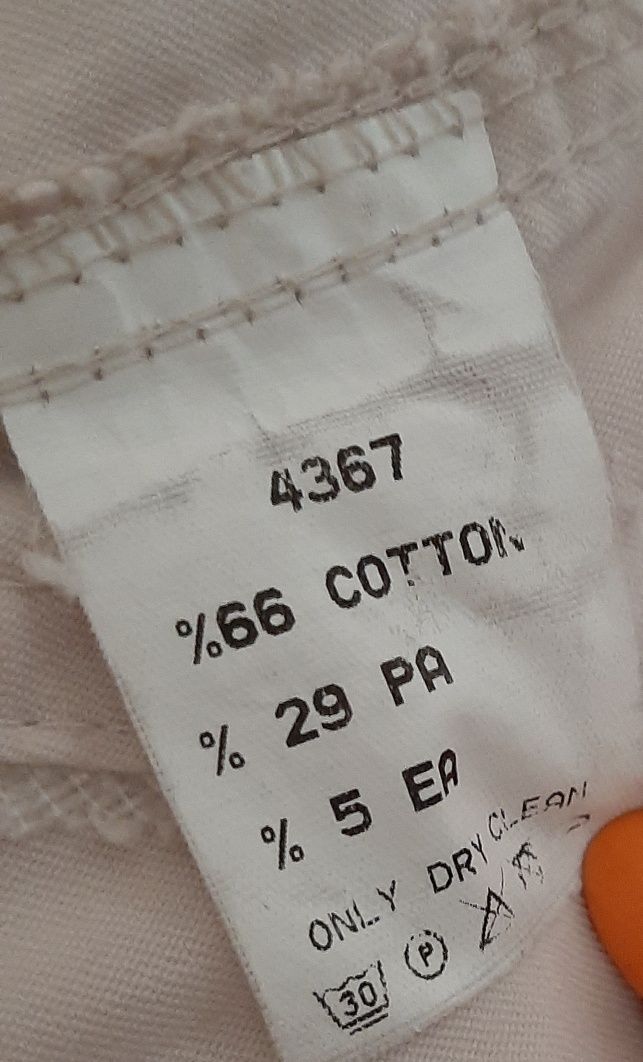 4367
%66 COTTON
% 29 PA
% 5 EA
ONLY DRY CLEAN
30 P